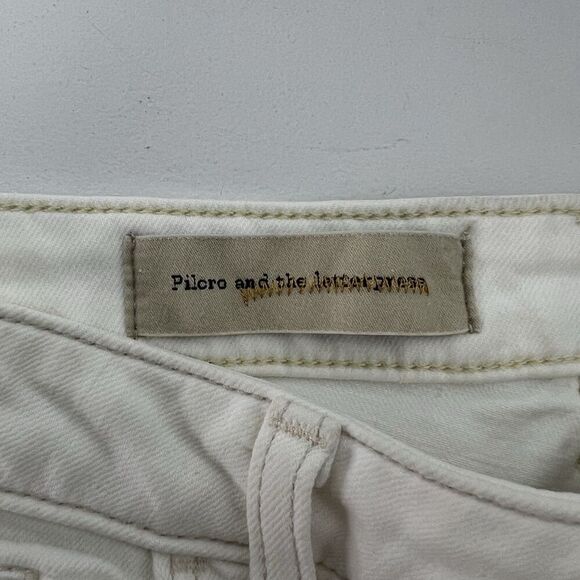 Pilcro and the letterpress